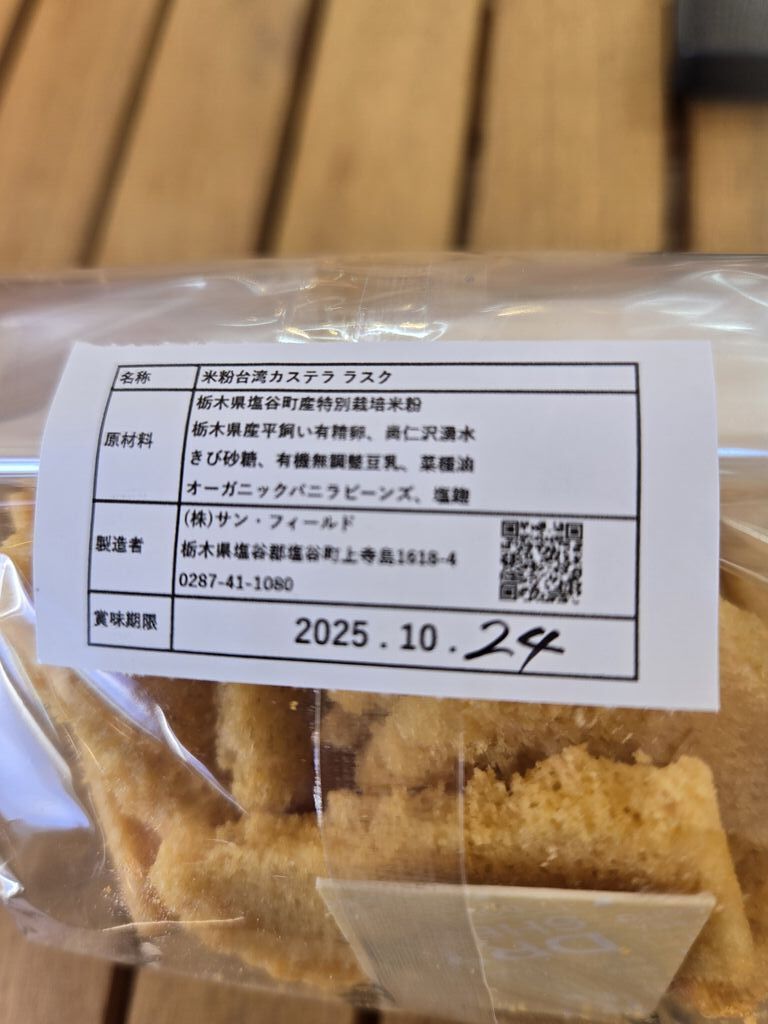 名称 米粉台湾カステラ ラスク
原材料 栃木県塩谷町産特別栽培米粉
栃木県産平飼い有精卵、尚仁沢湧水
きび砂糖、有機無調整豆乳、菜種油
オーガニックバニラビーンズ、塩麹
製造者 (株)サン・フィールド
栃木県塩谷郡塩谷町上寺島1618-4
0287-41-1080
賞味期限 2025.10.24